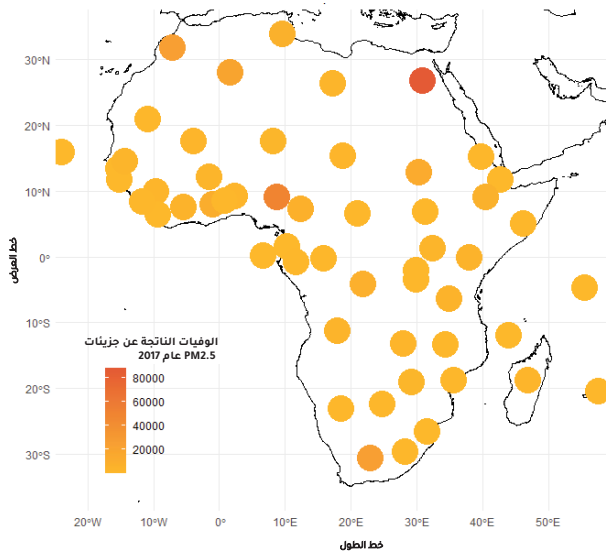 30°N
20°N
10°N
0°
10°S
20°S
30°S
خط العرض
الوفيات الناتجة عن جزيئات
PM2.5 عام 2017
80000
60000
40000
20000
20°W
10°W
0°
10°E
20°E
30°E
40°E
50°E
خط الطول